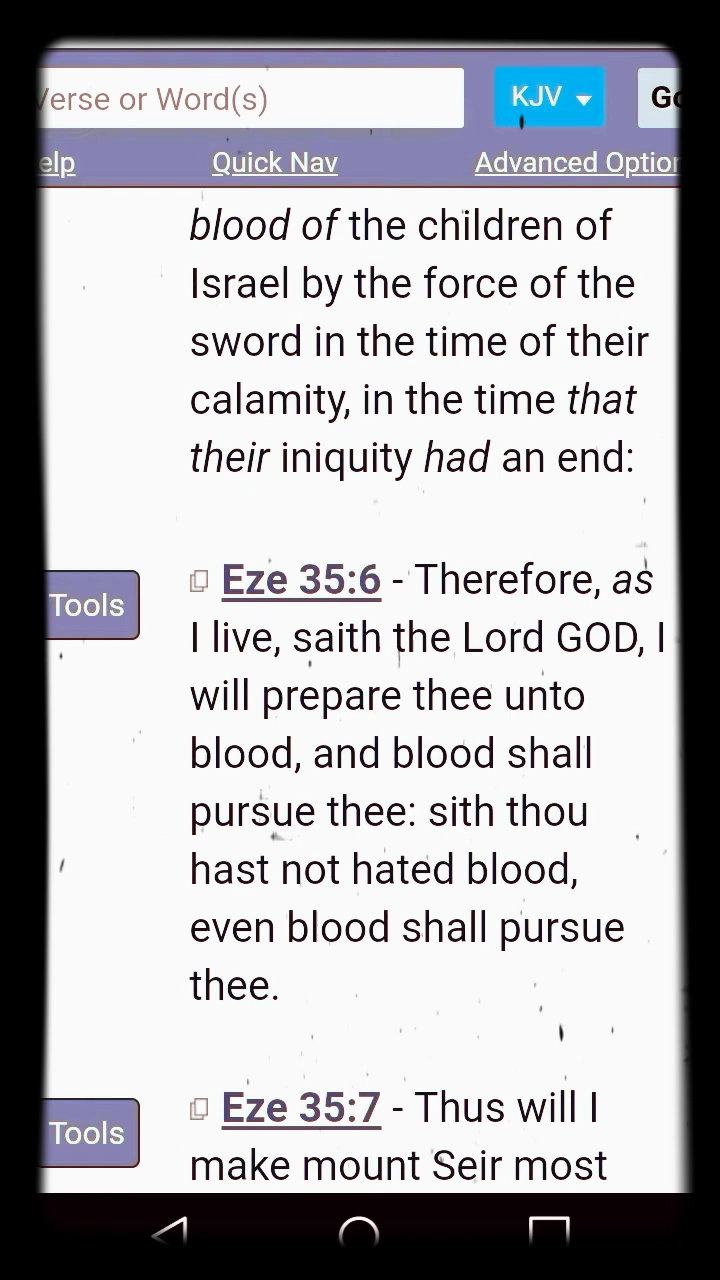 Verse or Word(s) KJV
Quick Nav Advanced
blood of the children of
Israel by the force of the
sword in the time of their
calamity, in the time that
their iniquity had an end:
Eze 35:6 - Therefore, as
Tools
I live, saith the Lord GOD, I
will prepare thee unto
blood, and blood shall
pursue thee: sith thou
hast not hated blood,
even blood shall pursue
thee.
Eze 35:7 - Thus will I
Tools
make mount Seir most